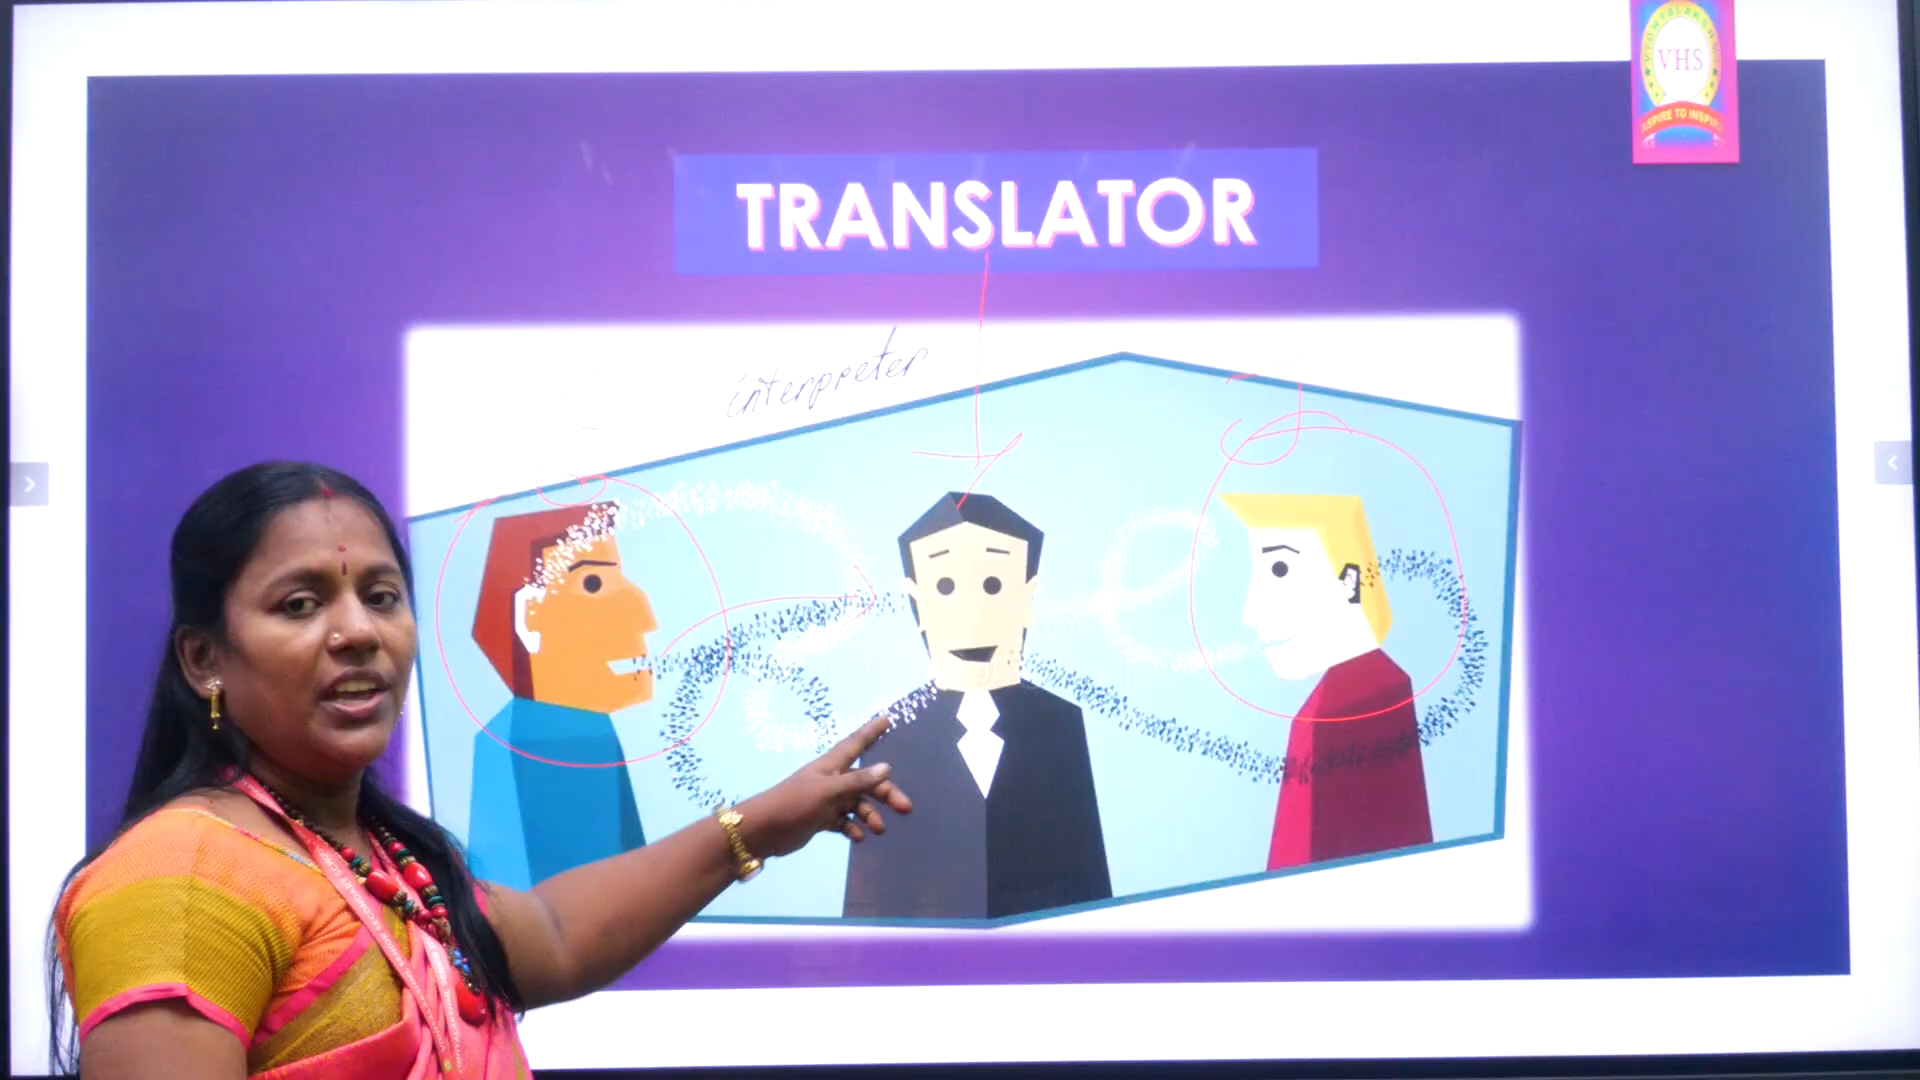 VHS
ASPIRE TO INSPIRE
TRANSLATOR
interpreter